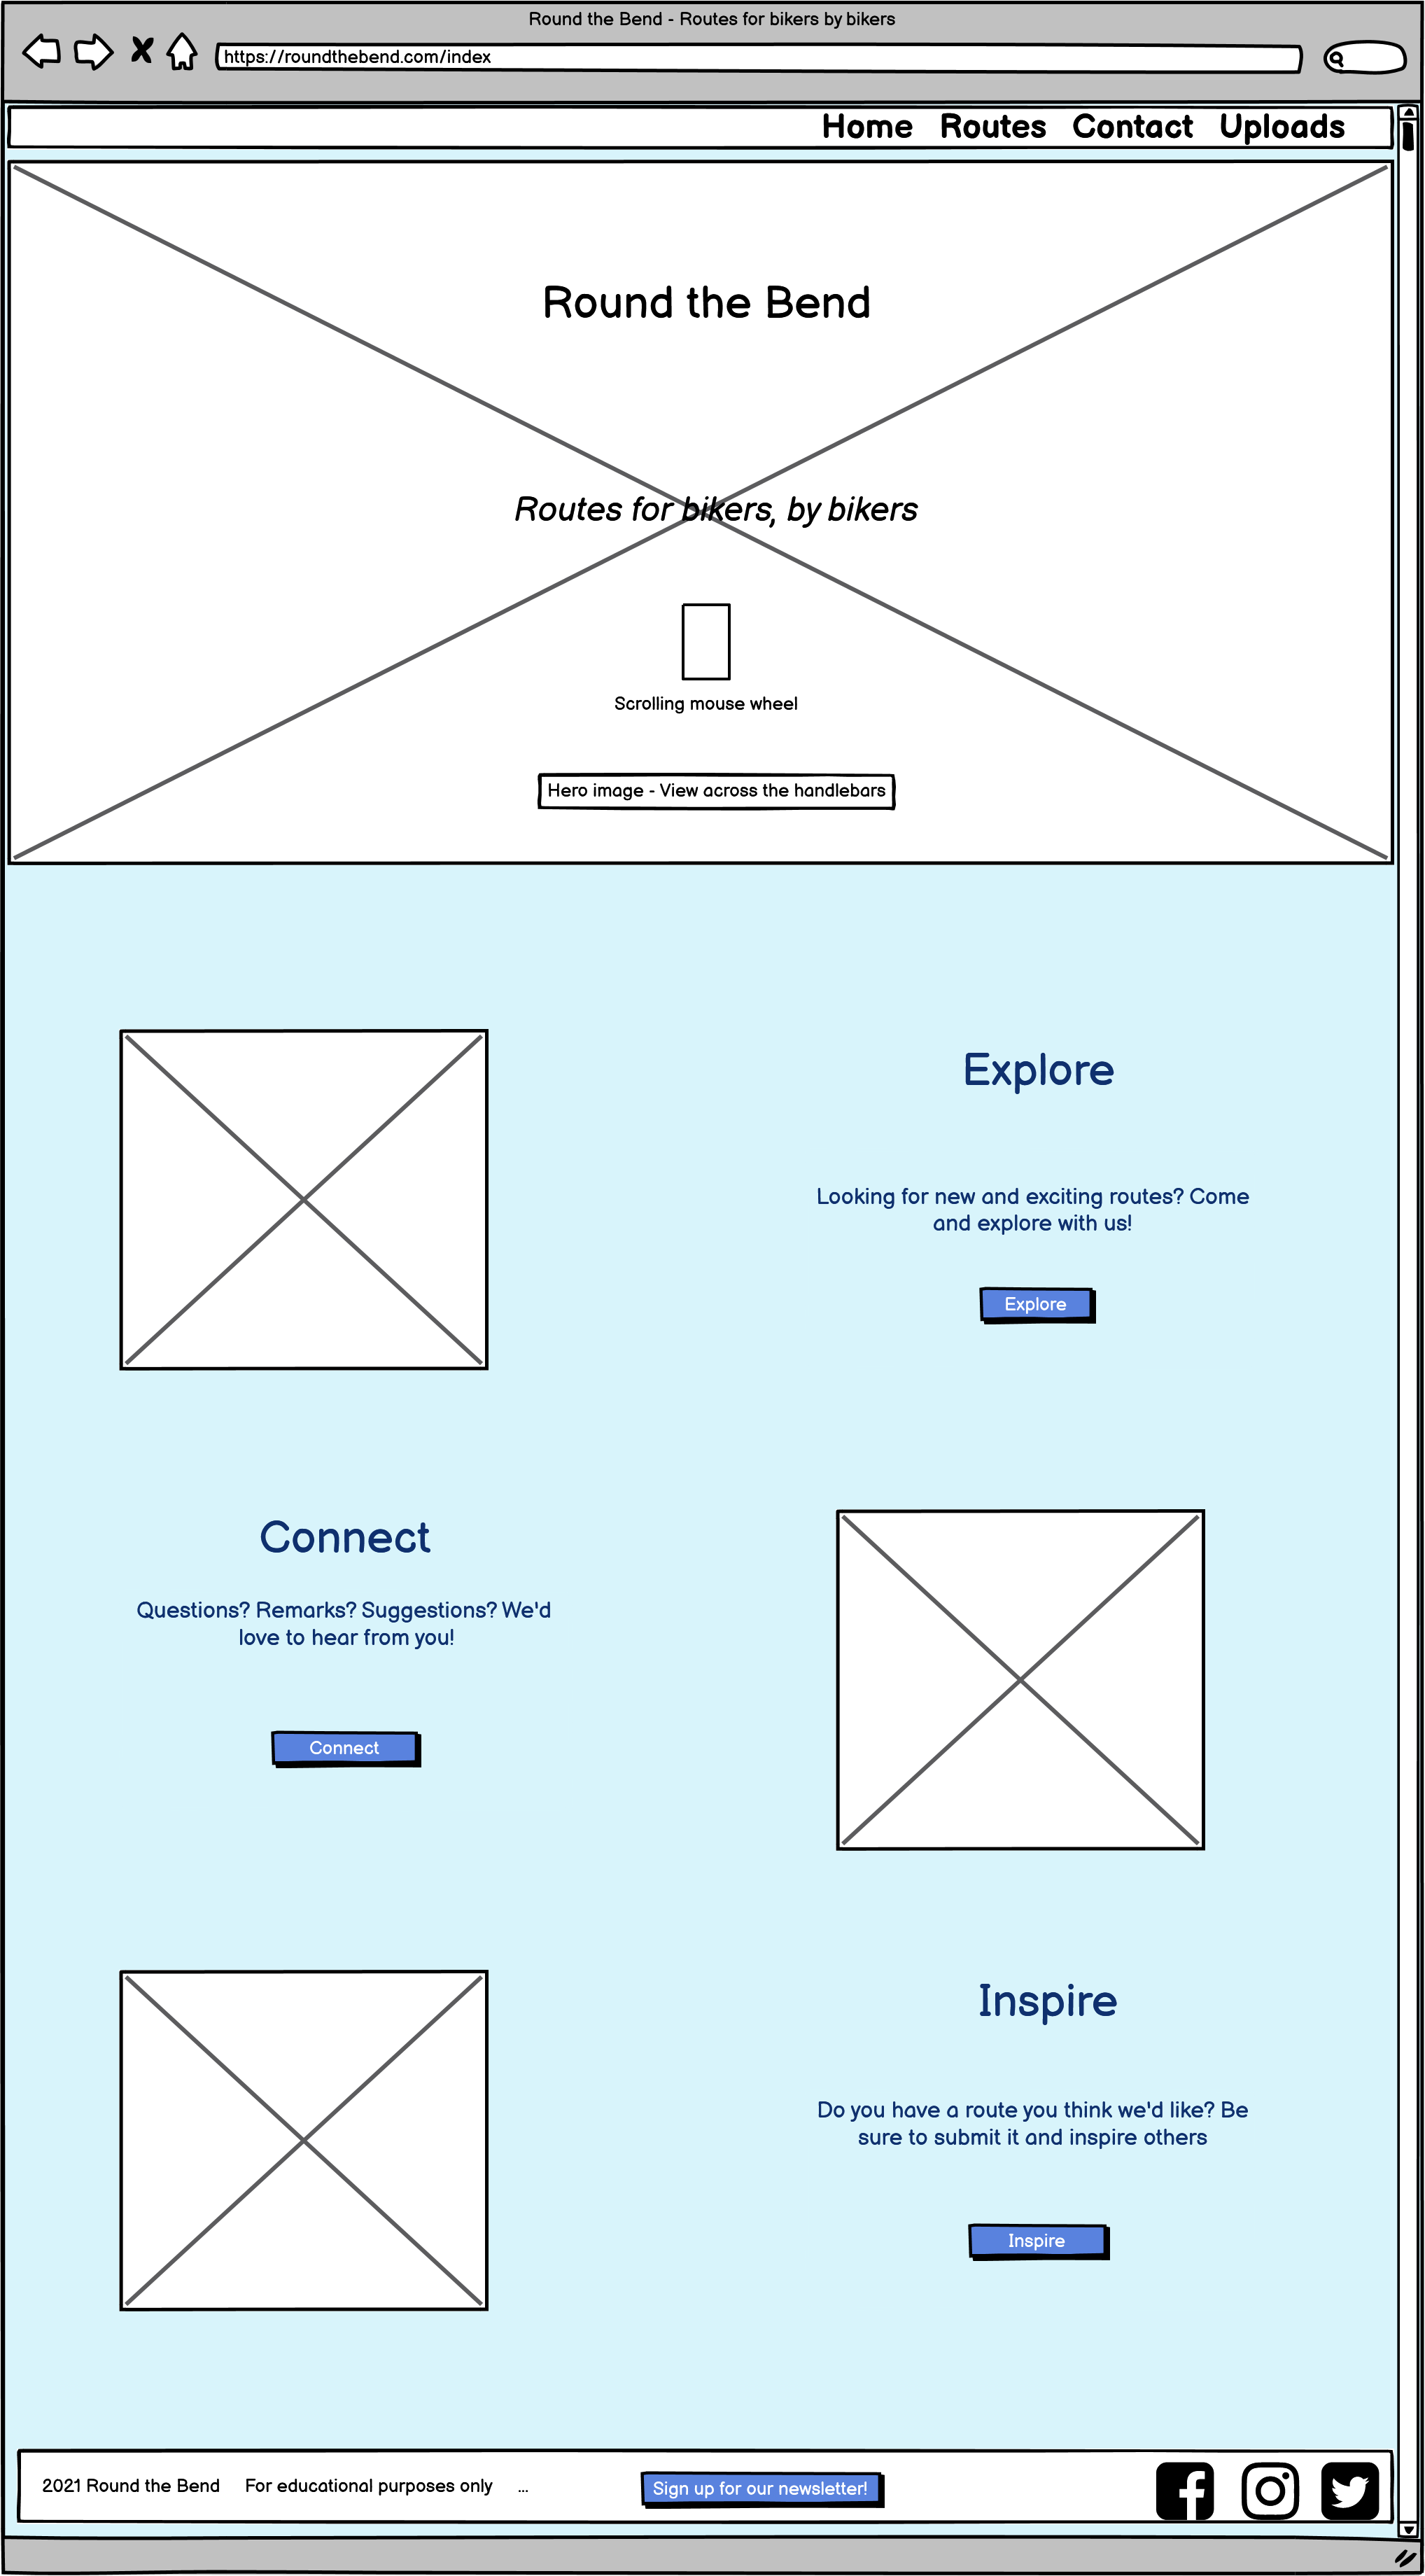 Round the Bend - Routes for bikers by bikers
https://roundthebend.com/index
Home Routes Contact Uploads
Round the Bend
Routes for bikers, by bikers
Scrolling mouse wheel
Hero image - View across the handlebars
Explore
Looking for new and exciting routes? Come
and explore with us!
Explore
Connect
Questions? Remarks? Suggestions? We'd
love to hear from you!
Connect
Inspire
Do you have a route you think we'd like? Be
sure to submit it and inspire others
Inspire
2021 Round the Bend For educational purposes only ... Sign up for our newsletter!